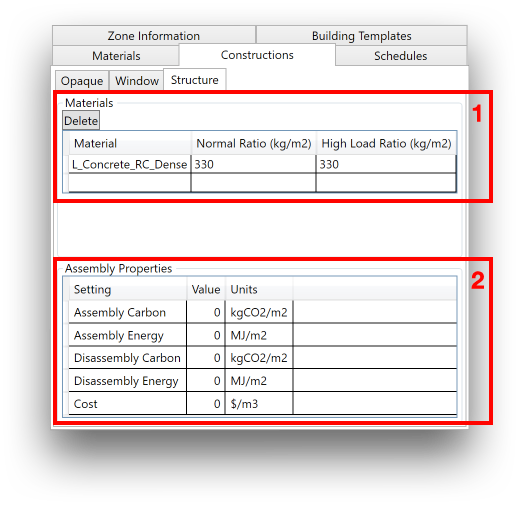 Zone Information Building Templates
Materials Constructions Schedules
Opaque Window Structure
Materials
1
Delete
Material Normal Ratio (kg/m2) High Load Ratio (kg/m2)
L_Concrete_RC_Dense 330 330
Assembly Properties
2
Setting Value Units
Assembly Carbon 0 kgCO2/m2
Assembly Energy 0 MJ/m2
Disassembly Carbon 0 kgCO2/m2
Disassembly Energy 0 MJ/m2
Cost 0 $/m3